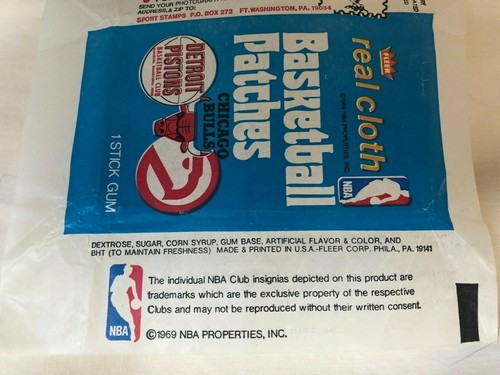 SEND YOUR PHOTOGRAPH
ADDRESS, & ZIP TO:
SPORT STAMPS P.O. BOX 272 FT. WASHINGTON, PA. 19034
FLEER
real cloth
Basketball
Patches
©1969 NBA PROPERTIES, INC.
NBA
DETROIT
PISTONS
BASKETBALL CLUB
CHICAGO
BULLS
1 STICK GUM
DEXTROSE, SUGAR, CORN SYRUP, GUM BASE, ARTIFICIAL FLAVOR & COLOR, AND
BHT (TO MAINTAIN FRESHNESS) MADE & PRINTED IN U.S.A.-FLEER CORP. PHILA., PA. 19141
The individual NBA Club insignias depicted on this product are
trademarks which are the exclusive property of the respective
Clubs and may not be reproduced without their written consent.
NBA
©1969 NBA PROPERTIES, INC.